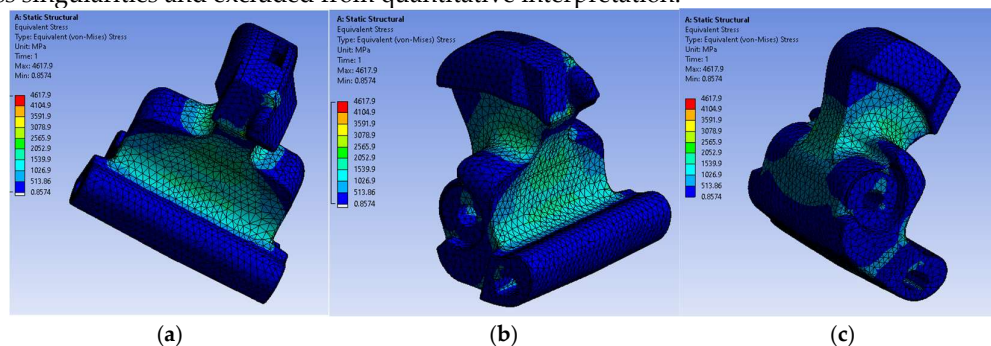 ss singularities and excluded from quantitative interpretation.
A: Static Structural
Equivalent Stress
Type: Equivalent (von-Mises) Stress
Unit: MPa
Time: 1
Max: 4617.9
Min: 0.8574
4617.9
4104.9
3591.9
3078.9
2565.9
2052.9
1539.9
1026.9
513.86
0.8574
A: Static Structural
Equivalent Stress
Type: Equivalent (von-Mises) Stress
Unit: MPa
Time: 1
Max: 4617.9
Min: 0.8574
4617.9
4104.9
3591.9
3078.9
2565.9
2052.9
1539.9
1026.9
513.86
0.8574
A: Static Structural
Equivalent Stress
Type: Equivalent (von-Mises) Stress
Unit: MPa
Time: 1
Max: 4617.9
Min: 0.8574
4617.9
4104.9
3591.9
3078.9
2565.9
2052.9
1539.9
1026.9
513.86
0.8574
(a)
(b)
(c)